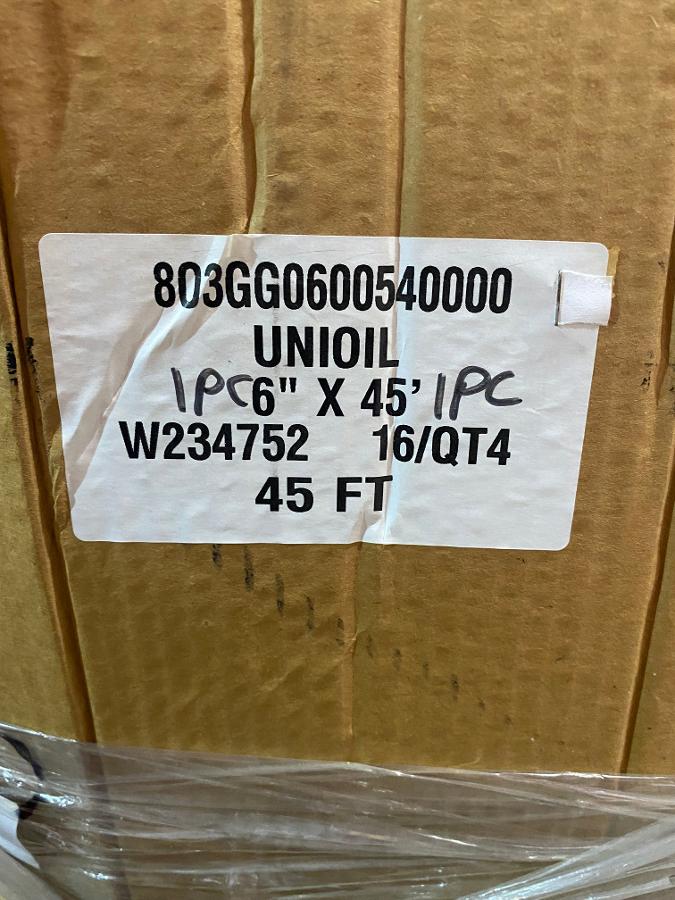 803GG0600540000
UNIOIL
1PC 6" X 45' 1PC
W234752 16/QT4
45 FT